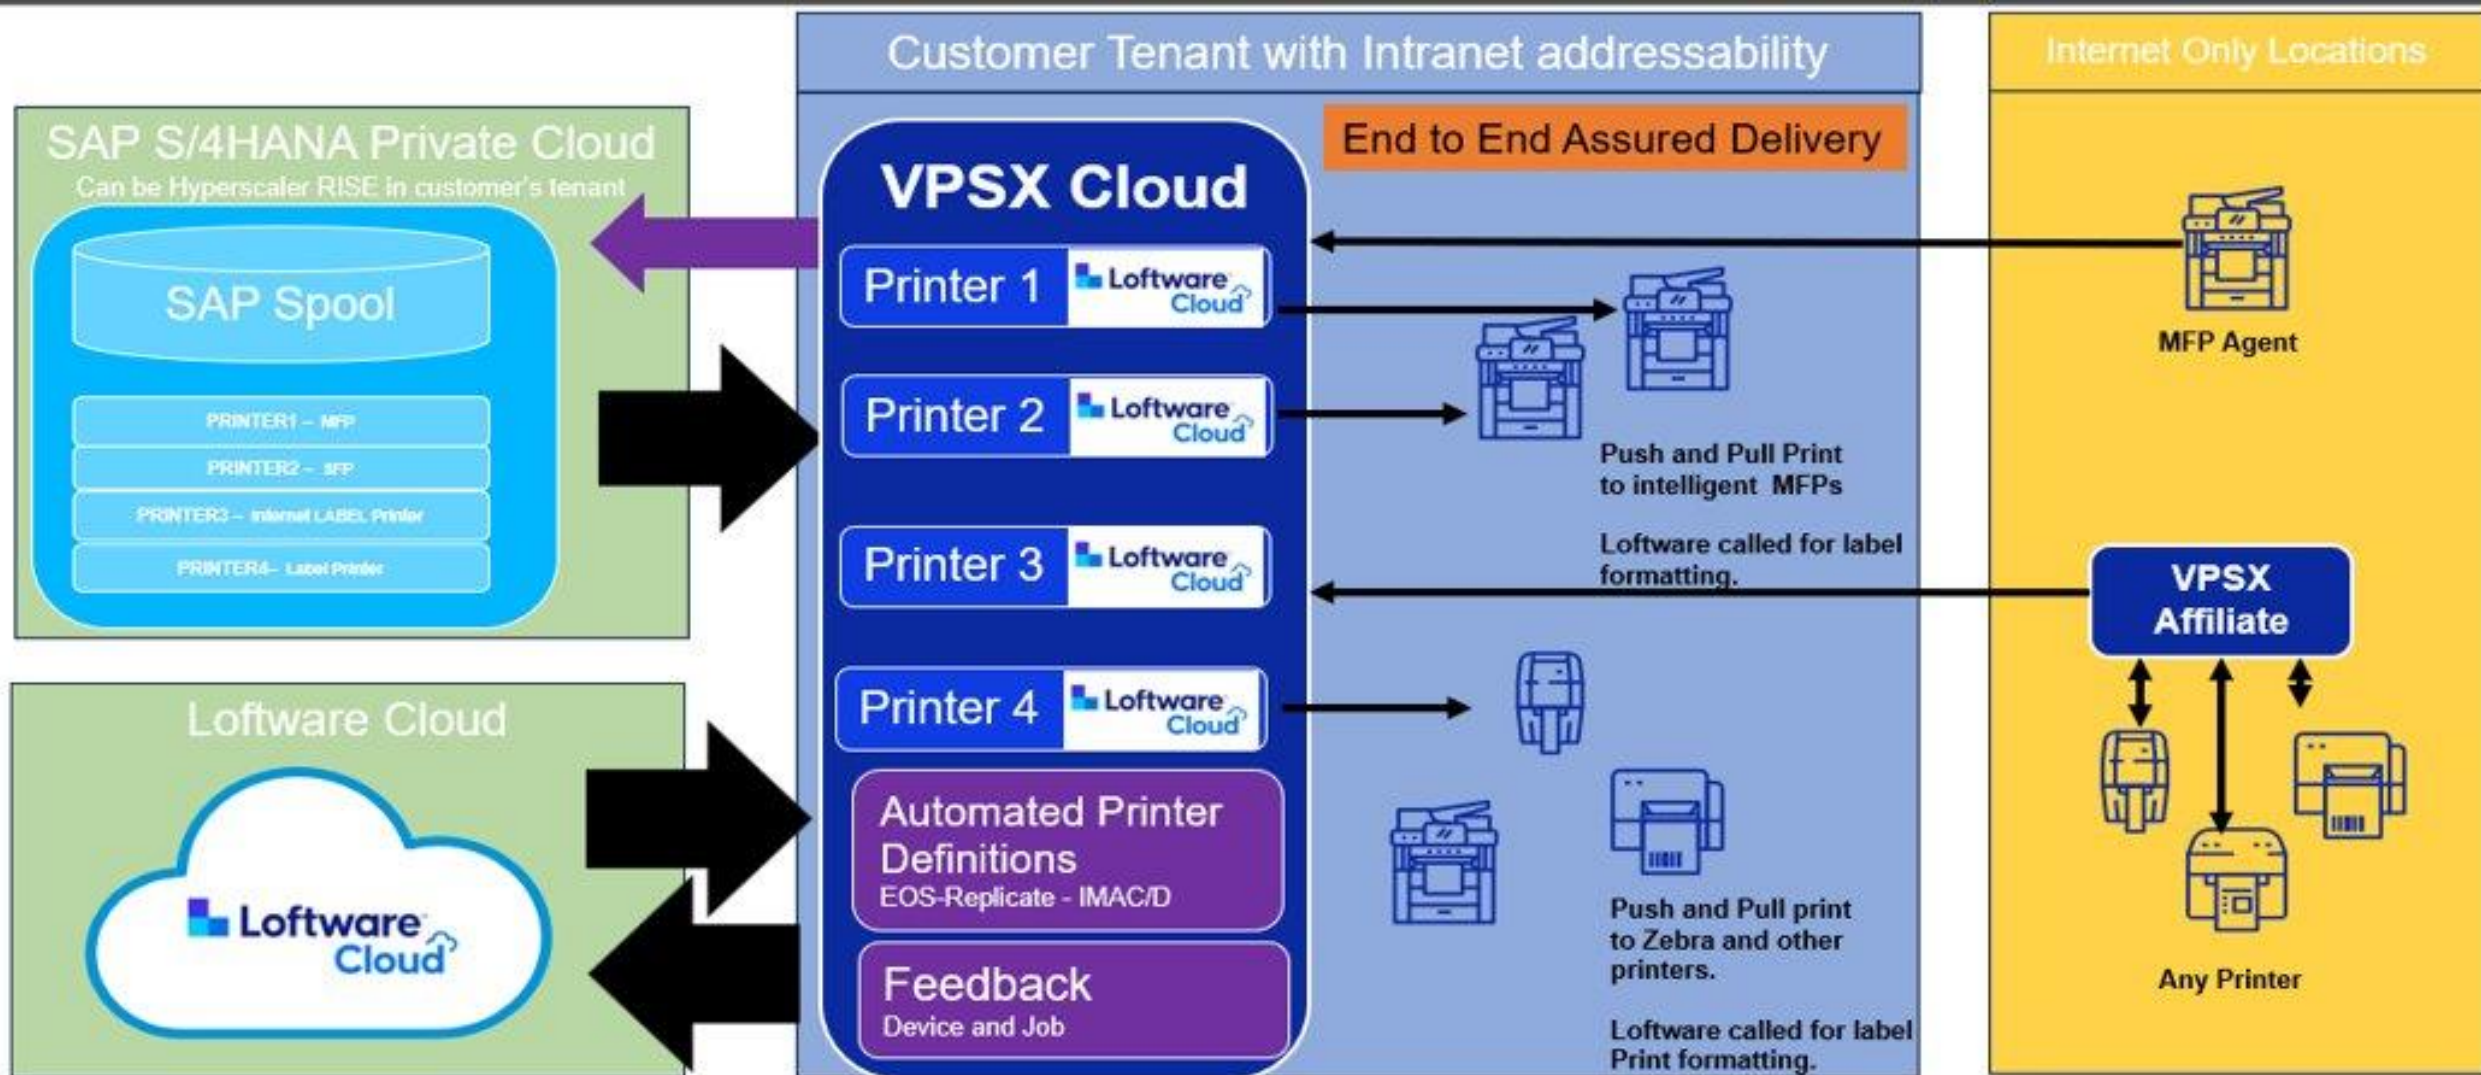 Customer Tenant with Intranet addressability
Internet Only Locations
SAP S/4HANA Private Cloud
Can be Hyperscaler RISE in customer's tenant
SAP Spool
PRINTER1 – MFP
PRINTER2 – SFP
PRINTER3 – Internet LABEL Printer
PRINTER4– Label Printer
Loftware Cloud
Loftware
Cloud
End to End Assured Delivery
VPSX Cloud
Printer 1
Loftware
Cloud
Printer 2
Loftware
Cloud
Printer 3
Loftware
Cloud
Printer 4
Loftware
Cloud
Automated Printer
Definitions
EOS-Replicate - IMAC/D
Feedback
Device and Job
Push and Pull Print
to intelligent MFPs
Loftware called for label
formatting.
Push and Pull print
to Zebra and other
printers.
Loftware called for label
Print formatting.
MFP Agent
VPSX
Affiliate
Any Printer